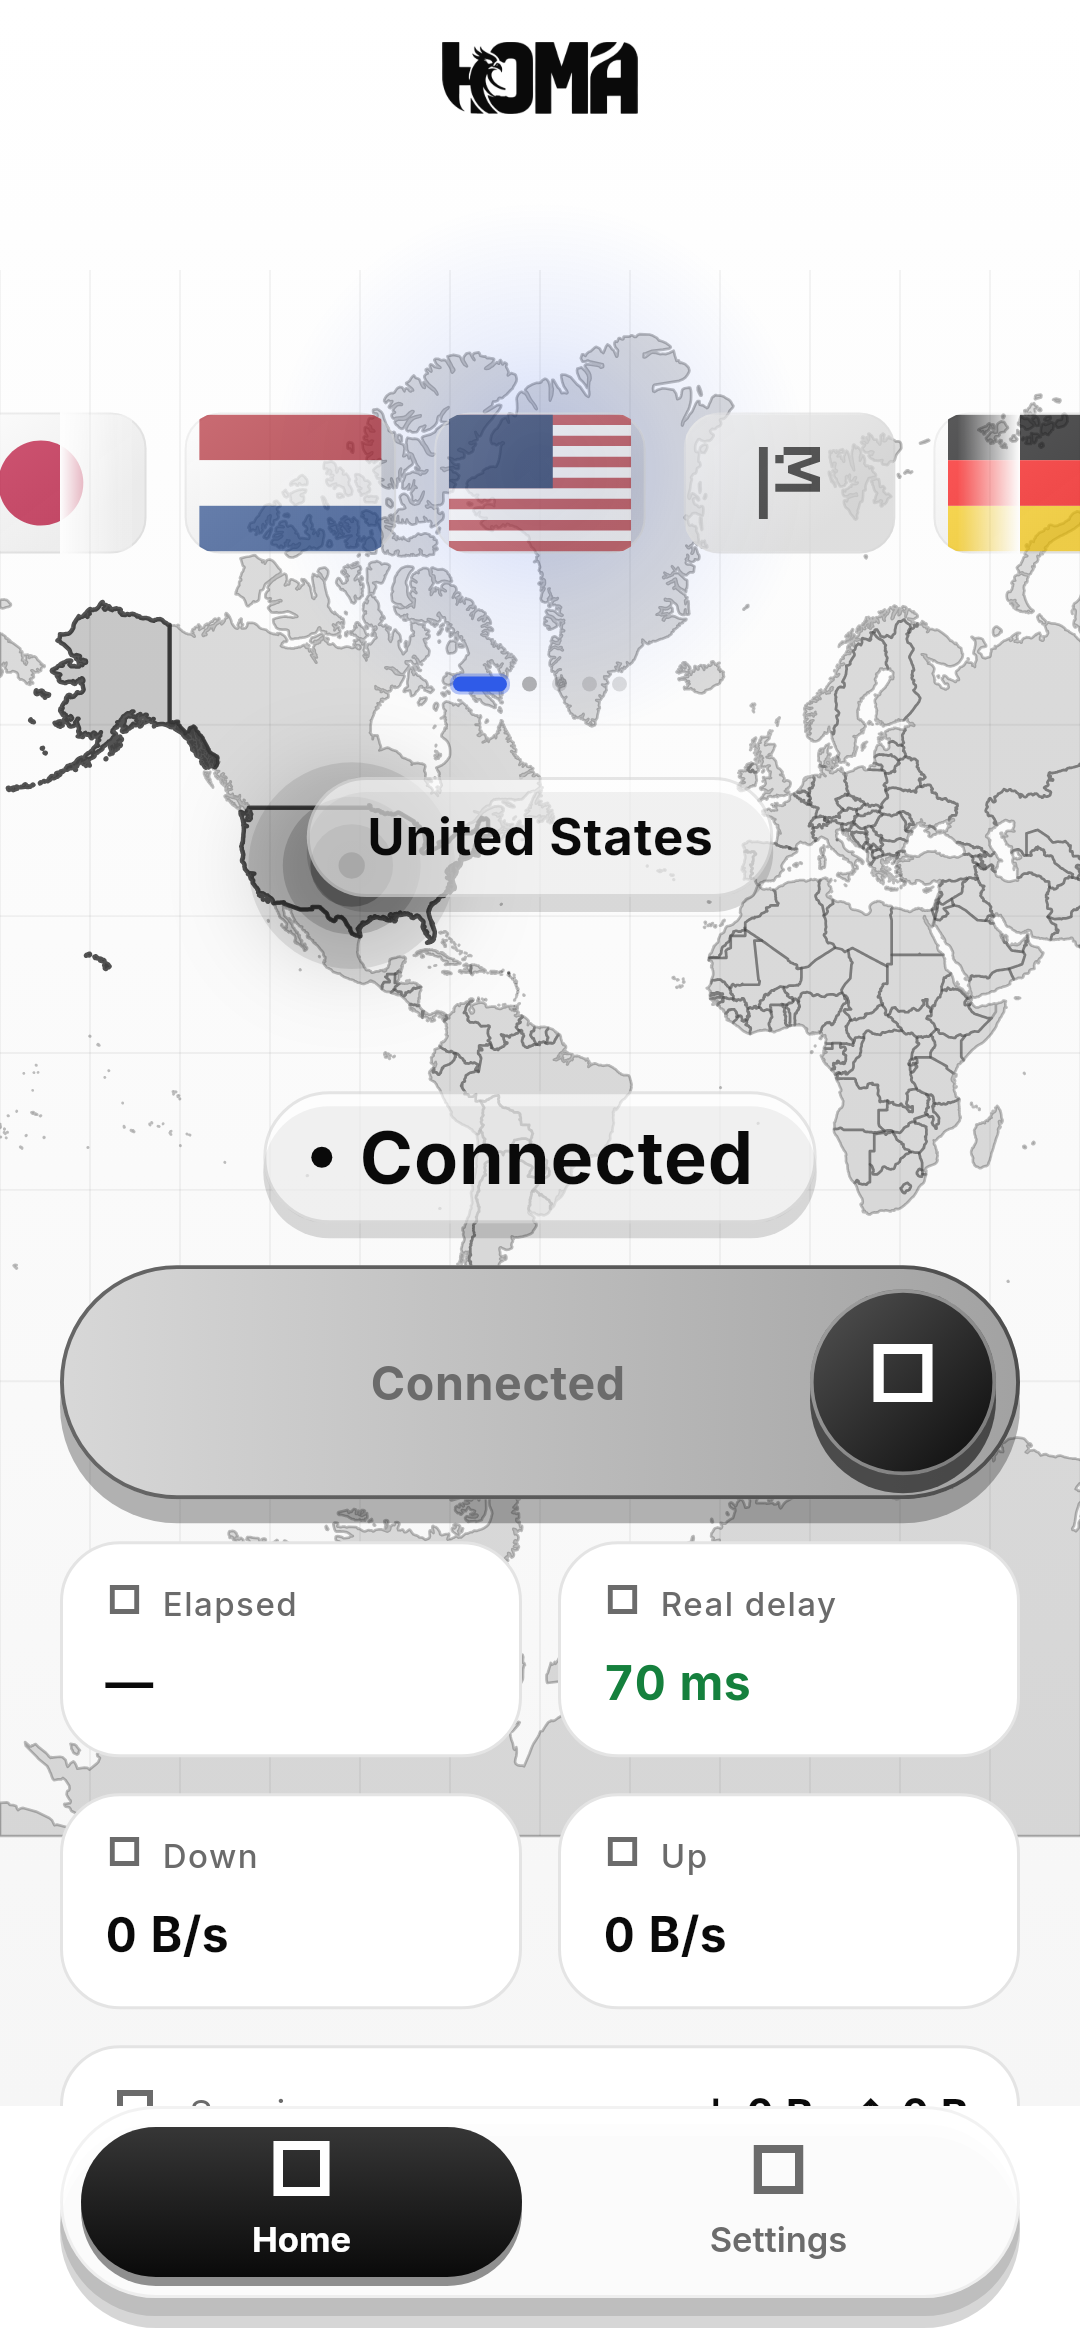 HOMA
United States
• Connected
Connected
Elapsed
Real delay
—
70 ms
Down
Up
0 B/s
0 B/s
Home
Settings